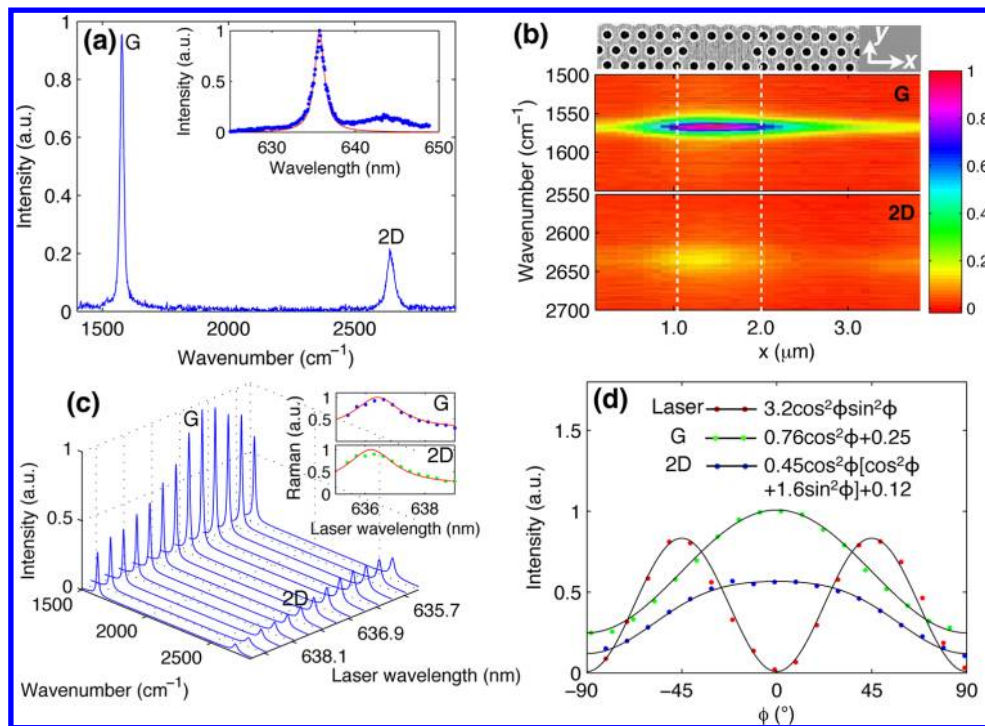 (a)
G
2D
Intensity (a.u.)
1
0.8
0.6
0.4
0.2
0
1500
2000
2500
Wavenumber (cm⁻¹)
Intensity (a.u.)
1
0.5
0
630
640
650
Wavelength (nm)
(b)
y
x
G
2D
Wavenumber (cm⁻¹)
1500
1550
1600
2550
2600
2650
2700
1.0
2.0
3.0
x (μm)
1
0.8
0.6
0.4
0.2
0
(c)
G
2D
Intensity (a.u.)
1
0.5
0
1500
2000
2500
Wavenumber (cm⁻¹)
638.1
636.9
635.7
Laser wavelength (nm)
Raman (a.u.)
1
0
1
0
G
2D
636
638
Laser wavelength (nm)
(d)
Laser 3.2cos²ϕsin²ϕ
G 0.76cos²ϕ+0.25
2D 0.45cos²ϕ[cos²ϕ
+1.6sin²ϕ]+0.12
Intensity (a.u.)
1.5
1
0.5
0
−90
−45
0
45
90
ϕ (°)